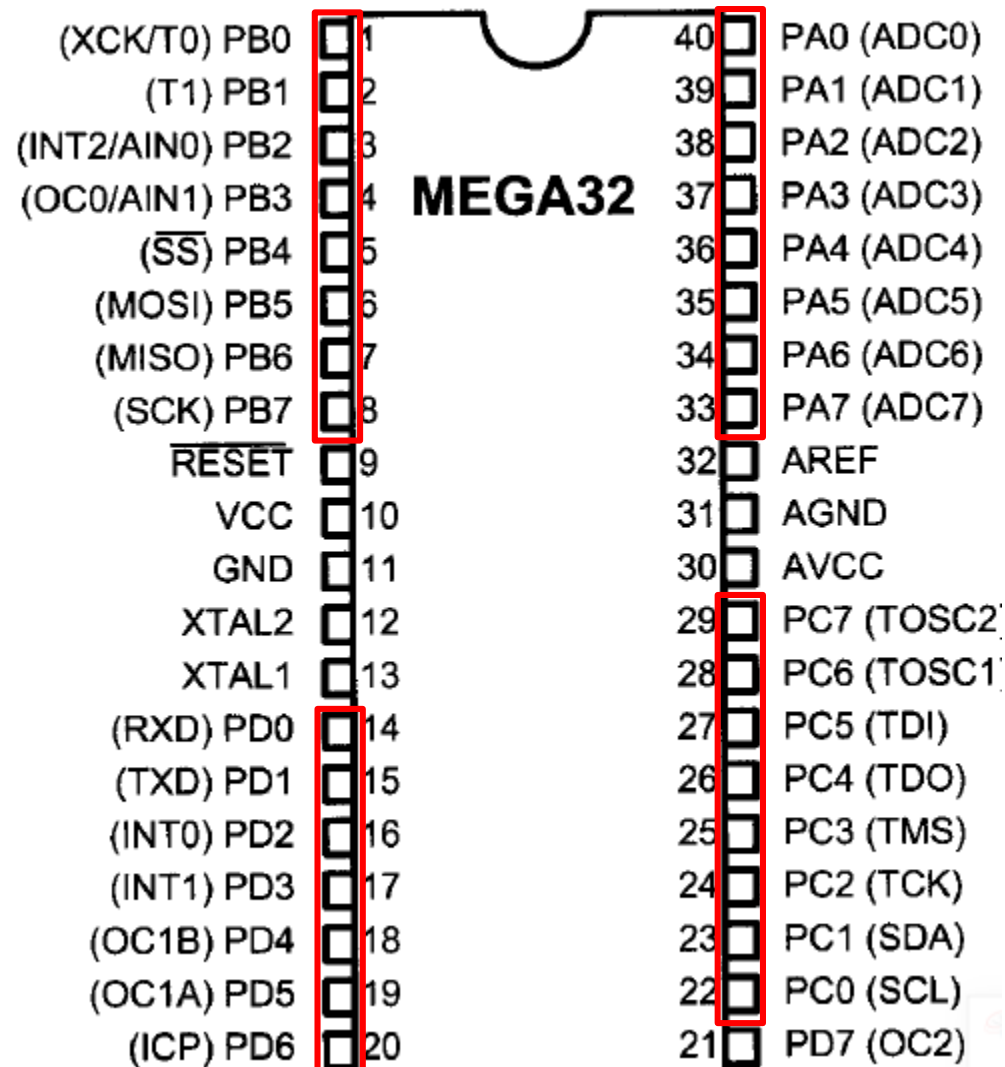 (XCK/T0) PB0 1 40 PA0 (ADC0)
(T1) PB1 2 39 PA1 (ADC1)
(INT2/AIN0) PB2 3 38 PA2 (ADC2)
(OC0/AIN1) PB3 4 MEGA32 37 PA3 (ADC3)
(SS) PB4 5 36 PA4 (ADC4)
(MOSI) PB5 6 35 PA5 (ADC5)
(MISO) PB6 7 34 PA6 (ADC6)
(SCK) PB7 8 33 PA7 (ADC7)
RESET 9 32 AREF
VCC 10 31 AGND
GND 11 30 AVCC
XTAL2 12 29 PC7 (TOSC2)
XTAL1 13 28 PC6 (TOSC1)
(RXD) PD0 14 27 PC5 (TDI)
(TXD) PD1 15 26 PC4 (TDO)
(INT0) PD2 16 25 PC3 (TMS)
(INT1) PD3 17 24 PC2 (TCK)
(OC1B) PD4 18 23 PC1 (SDA)
(OC1A) PD5 19 22 PC0 (SCL)
(ICP) PD6 20 21 PD7 (OC2)